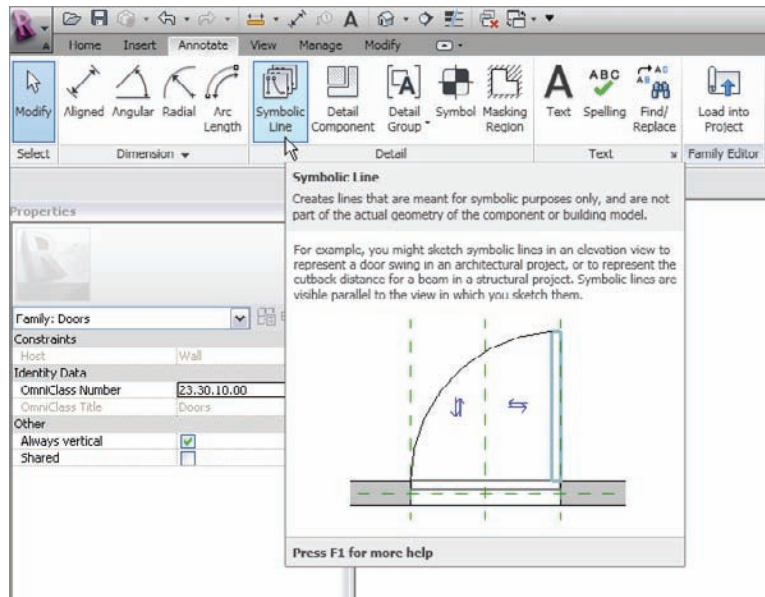 Home Insert Annotate View Manage Modify
Modify
Aligned Angular Radial Arc Length
Symbolic Line
Detail Component
Detail Group
Symbol
Masking Region
Text
ABC
Spelling
Find/ Replace
Load into Project
Select
Dimension
Detail
Text
Family Editor
Symbolic Line
Creates lines that are meant for symbolic purposes only, and are not
part of the actual geometry of the component or building model.
For example, you might sketch symbolic lines in an elevation view to
represent a door swing in an architectural project, or to represent the
cutback distance for a beam in a structural project. Symbolic lines are
visible parallel to the view in which you sketch them.
Press F1 for more help
Properties
Family: Doors
Constraints
Host Wall
Identity Data
OmniClass Number 23.30.10.00
OmniClass Title Doors
Other
Always vertical
Shared